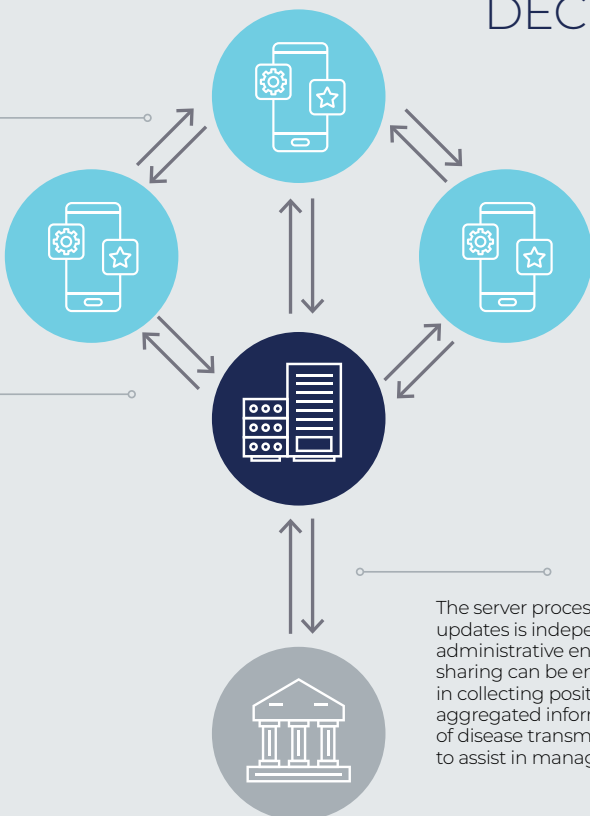 DEC
The server proces
updates is indepe
administrative en
sharing can be en
in collecting posit
aggregated inforr
of disease transm
to assist in manag